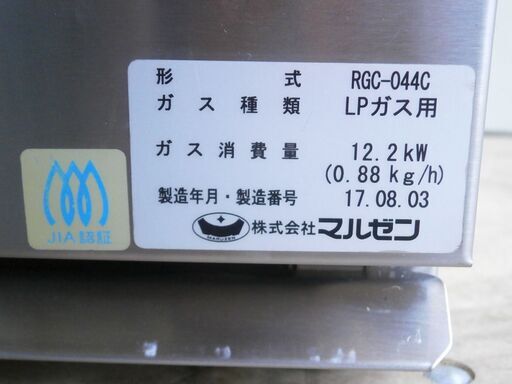 形 式 RGC-044C
ガス種類 LPガス用
ガス消費量 12.2kW
(0.88kg/h)
製造年月・製造番号 17.08.03
MARUZEN 株式会社マルゼン
JIA認証